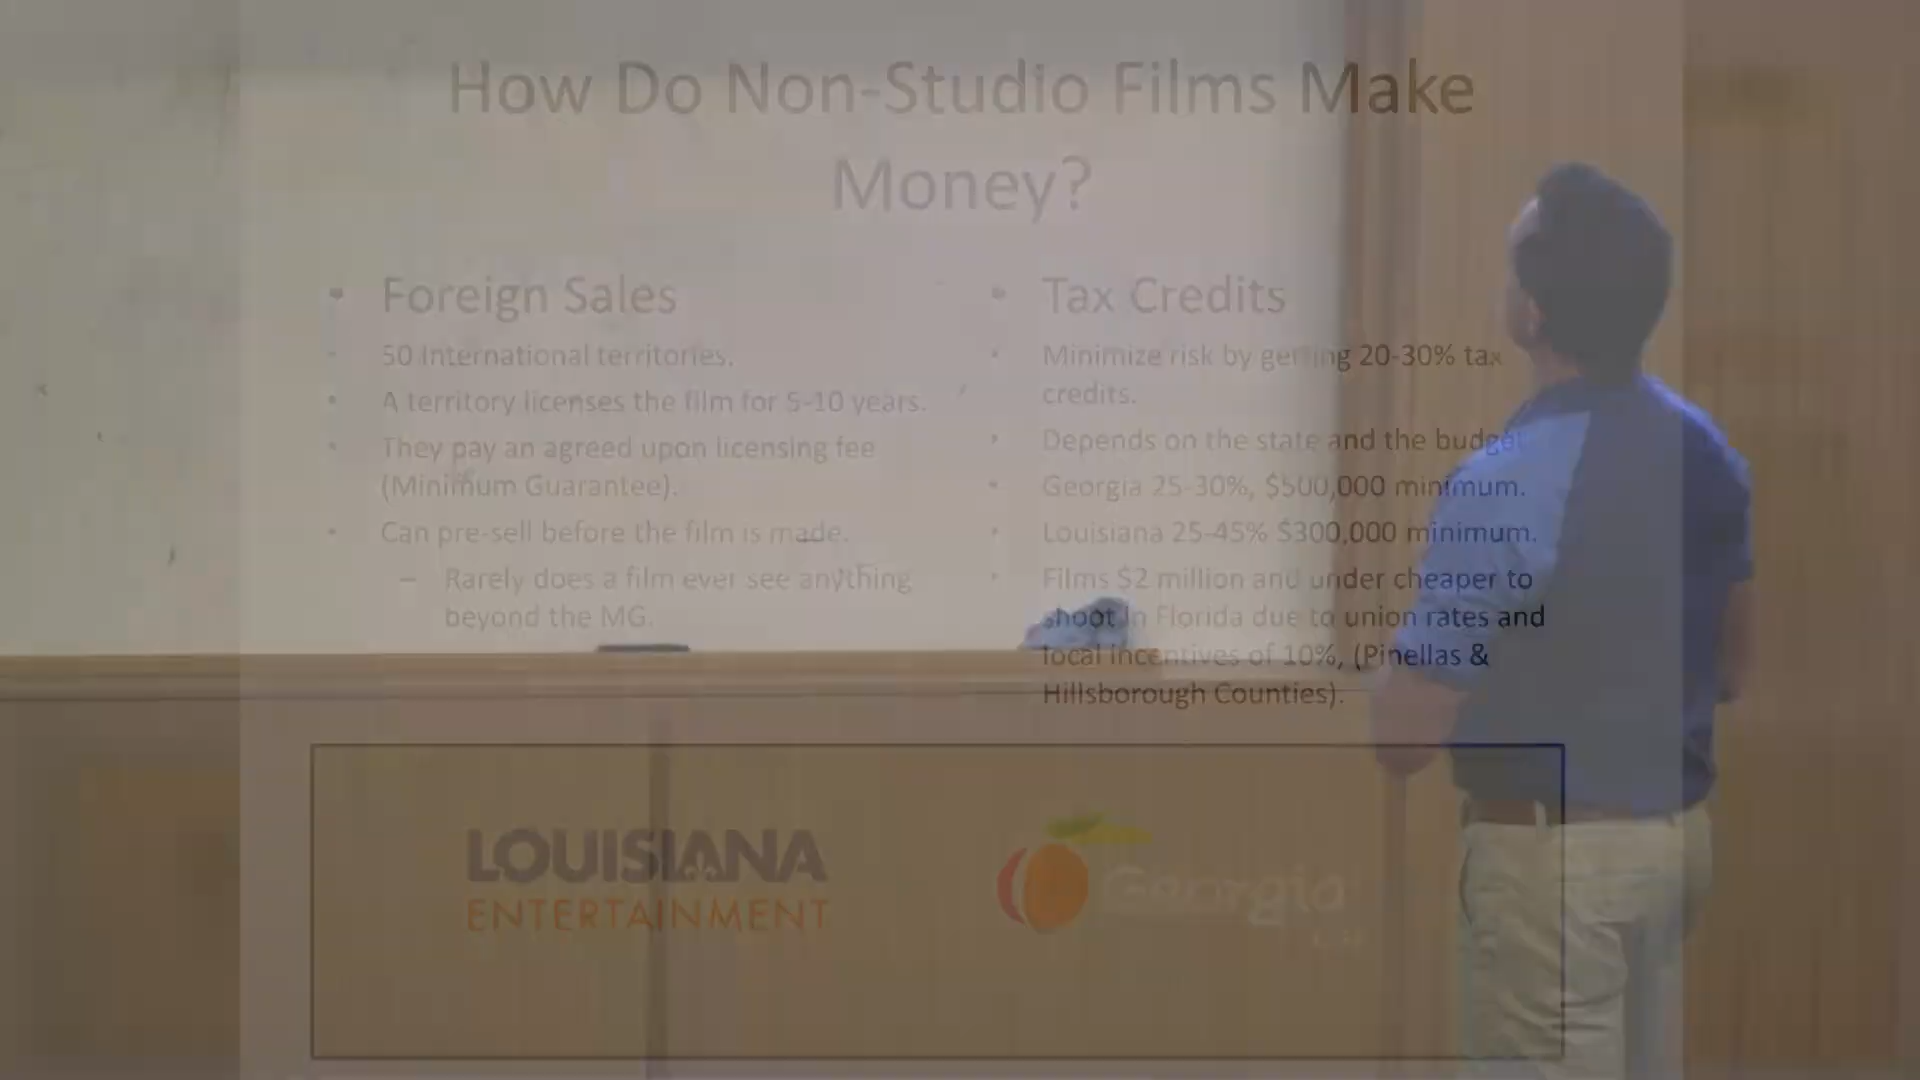 How Do Non-Studio Films Make
Money?
• Foreign Sales
• 50 International territories.
• A territory licenses the film for 5-10 years.
• They pay an agreed upon licensing fee
(Minimum Guarantee).
• Can pre-sell before the film is made.
– Rarely does a film ever see anything
beyond the MG.
• Tax Credits
• Minimize risk by getting 20-30% tax
credits.
• Depends on the state and the budget
• Georgia 25-30%, $500,000 minimum.
• Louisiana 25-45% $300,000 minimum.
• Films $2 million and under cheaper to
shoot in Florida due to union rates and
local incentives of 10%, (Pinellas &
Hillsborough Counties).
LOUISIANA
ENTERTAINMENT
Georgia